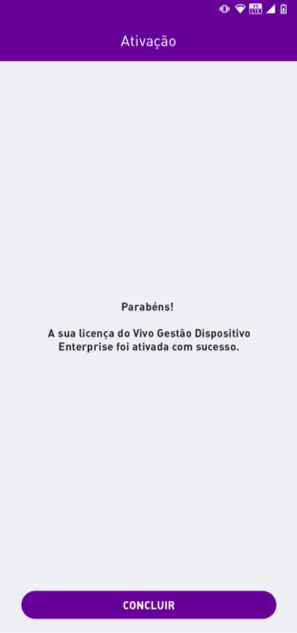 Ativação
Parabéns!
A sua licença do Vivo Gestão Dispositivo
Enterprise foi ativada com sucesso.
CONCLUIR